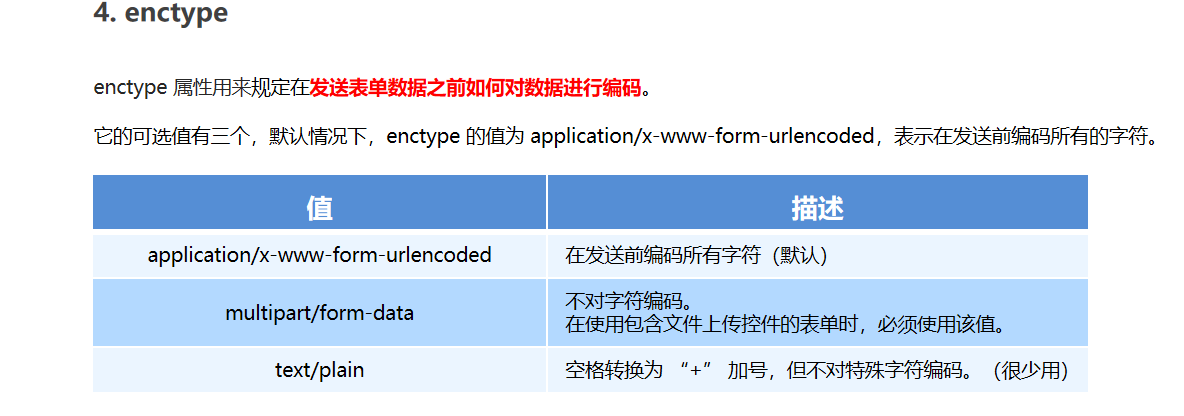 4. enctype
enctype 属性用来规定在发送表单数据之前如何对数据进行编码。
它的可选值有三个，默认情况下，enctype 的值为 application/x-www-form-urlencoded，表示在发送前编码所有的字符。
值 描述
application/x-www-form-urlencoded 在发送前编码所有字符（默认）
multipart/form-data 不对字符编码。
在使用包含文件上传控件的表单时，必须使用该值。
text/plain 空格转换为 “+” 加号，但不对特殊字符编码。（很少用）